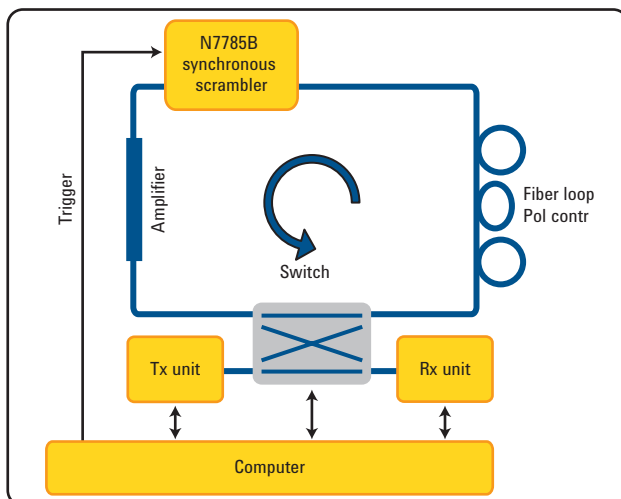 N7785B
synchronous
scrambler
Trigger
Amplifier
Fiber loop
Pol contr
Switch
Tx unit
Rx unit
Computer